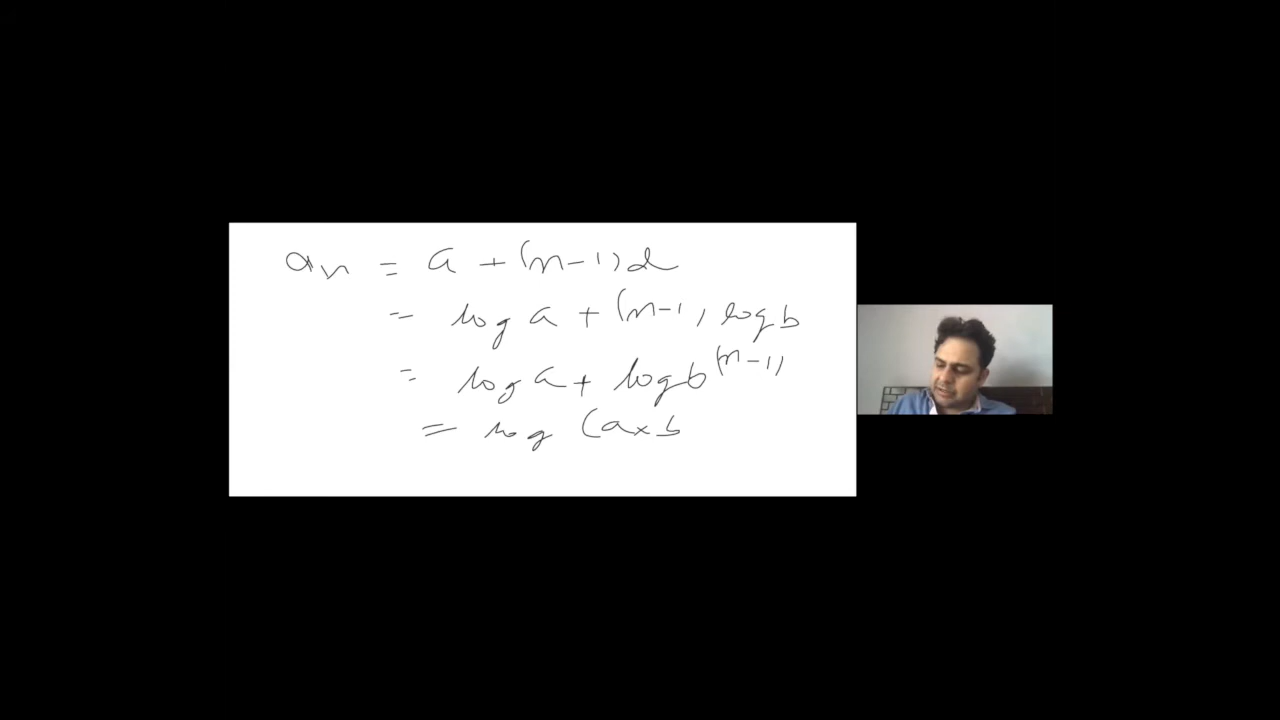 an = a + (n-1)d
= log a + (n-1) log b
= log a + log b^(n-1)
= log (a×b